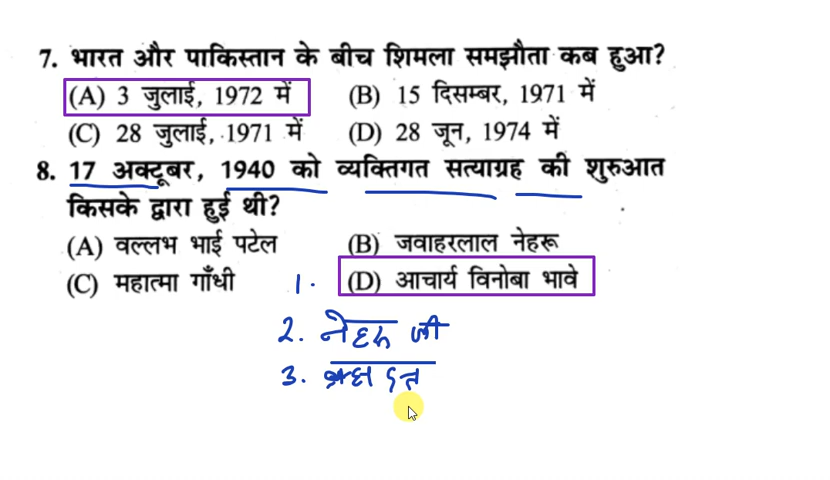 7. भारत और पाकिस्तान के बीच शिमला समझौता कब हुआ?
(A) 3 जुलाई, 1972 में (B) 15 दिसम्बर, 1971 में
(C) 28 जुलाई, 1971 में (D) 28 जून, 1974 में
8. 17 अक्टूबर, 1940 को व्यक्तिगत सत्याग्रह की शुरुआत
किसके द्वारा हुई थी?
(A) वल्लभ भाई पटेल (B) जवाहरलाल नेहरू
(C) महात्मा गाँधी 1. (D) आचार्य विनोबा भावे
2. नेहरू जी
3. ब्रह्म दत्त